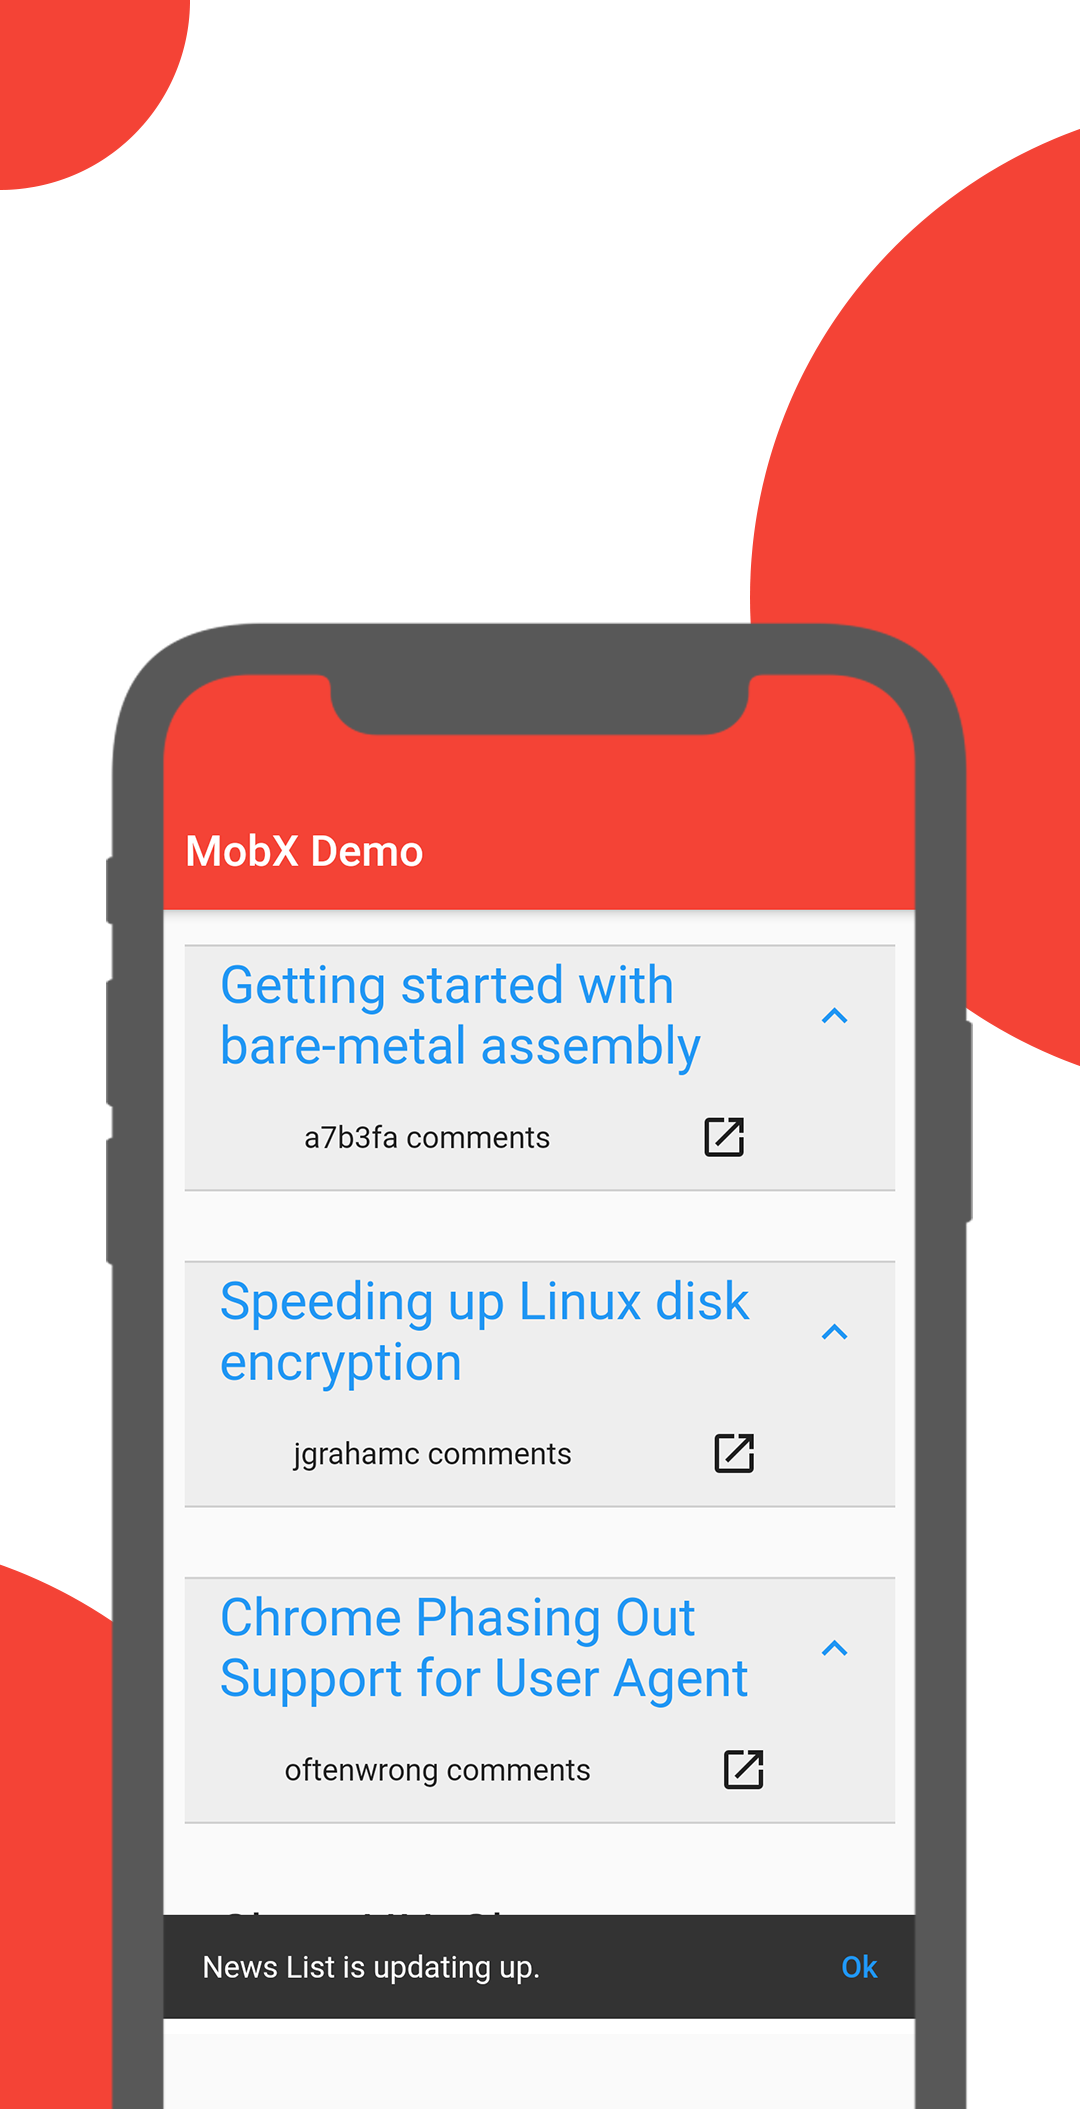 MobX Demo
Getting started with
bare-metal assembly
a7b3fa comments
Speeding up Linux disk
encryption
jgrahamc comments
Chrome Phasing Out
Support for User Agent
oftenwrong comments
News List is updating up.
Ok